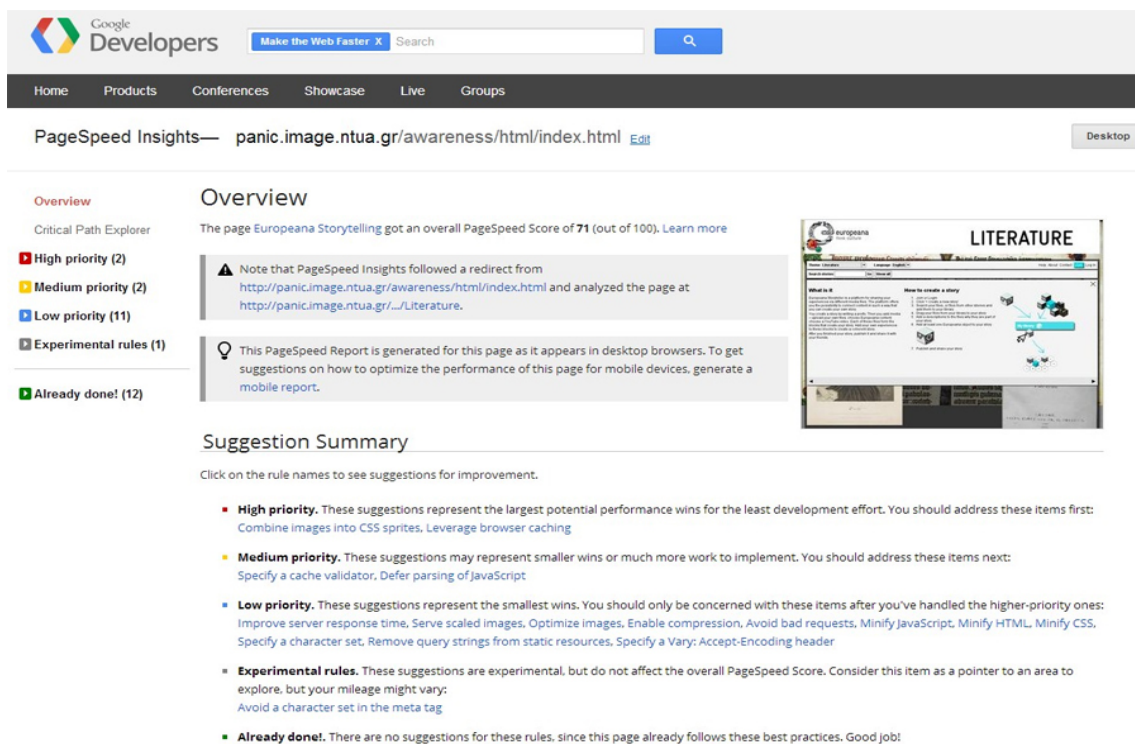 Google
Developers
Make the Web Faster X
Search
Home Products Conferences Showcase Live Groups
PageSpeed Insights— panic.image.ntua.gr/awareness/html/index.html Edit
Desktop
Overview
Critical Path Explorer
High priority (2)
Medium priority (2)
Low priority (11)
Experimental rules (1)
Already done! (12)
Overview
The page Europeana Storytelling got an overall PageSpeed Score of 71 (out of 100). Learn more
Note that PageSpeed Insights followed a redirect from
http://panic.image.ntua.gr/awareness/html/index.html and analyzed the page at
http://panic.image.ntua.gr/.../Literature.
This PageSpeed Report is generated for this page as it appears in desktop browsers. To get
suggestions on how to optimize the performance of this page for mobile devices, generate a
mobile report.
europeana
think culture
LITERATURE
What is it
How to create a story
Suggestion Summary
Click on the rule names to see suggestions for improvement.
High priority. These suggestions represent the largest potential performance wins for the least development effort. You should address these items first:
Combine images into CSS sprites, Leverage browser caching
Medium priority. These suggestions may represent smaller wins or much more work to implement. You should address these items next:
Specify a cache validator, Defer parsing of JavaScript
Low priority. These suggestions represent the smallest wins. You should only be concerned with these items after you've handled the higher-priority ones:
Improve server response time, Serve scaled images, Optimize images, Enable compression, Avoid bad requests, Minify JavaScript, Minify HTML, Minify CSS,
Specify a character set, Remove query strings from static resources, Specify a Vary: Accept-Encoding header
Experimental rules. These suggestions are experimental, but do not affect the overall PageSpeed Score. Consider this item as a pointer to an area to
explore, but your mileage might vary:
Avoid a character set in the meta tag
Already done!. There are no suggestions for these rules, since this page already follows these best practices. Good job!